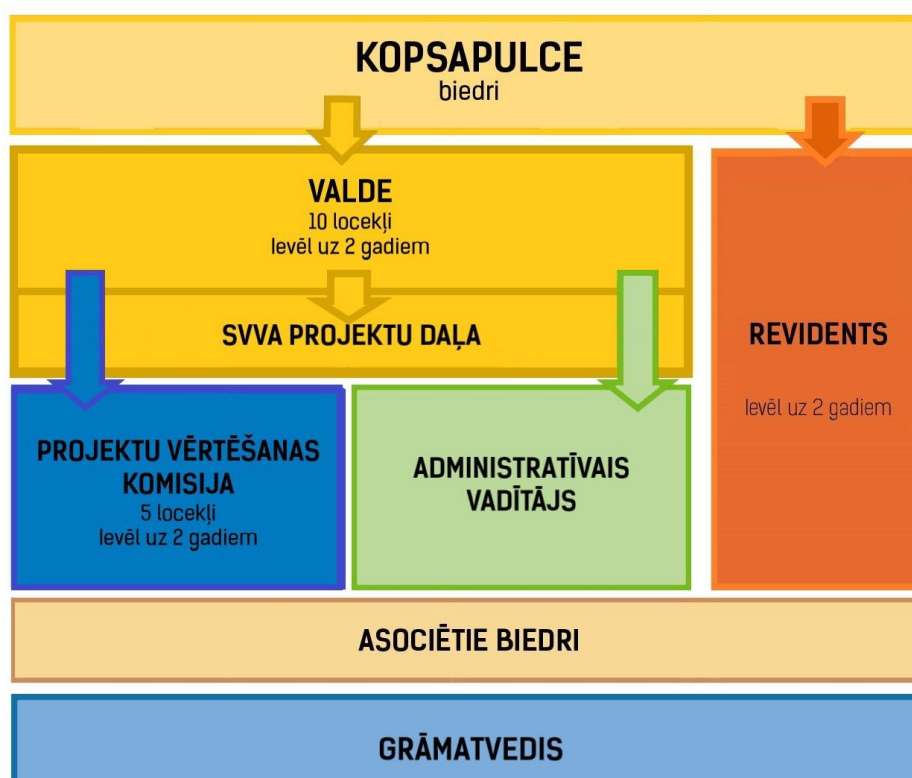 KOPSAPULCE
biedri
VALDE
10 locekļi
Ievēl uz 2 gadiem
SVVA PROJEKTU DAĻA
REVIDENTS
Ievēl uz 2 gadiem
PROJEKTU VĒRTĒŠANAS
KOMISIJA
5 locekļi
Ievēl uz 2 gadiem
ADMINISTRATĪVAIS
VADĪTĀJS
ASOCIĒTIE BIEDRI
GRĀMATVEDIS